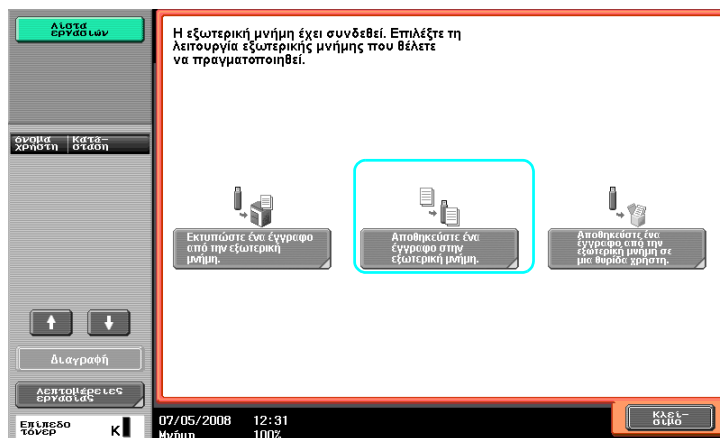 Λίστα
εργασιών
Η εξωτερική μνήμη έχει συνδεθεί. Επιλέξτε τη
λειτουργία εξωτερικής μνήμης που θέλετε
να πραγματοποιηθεί.
όνομα
χρήστη
Κατά-
σταση
Εκτυπώστε ένα έγγραφο
από την εξωτερική
μνήμη.
Αποθηκεύστε ένα
έγγραφο στην
εξωτερική μνήμη.
Αποθηκεύστε ένα
έγγραφο από την
εξωτερική μνήμη σε
μια θυρίδα χρήστη.
Διαγραφή
Λεπτομέρειες
εργασίας
Επίπεδο
τόνερ
K
07/05/2008 12:31
Μνήμη 100%
Κλεί-
σιμο